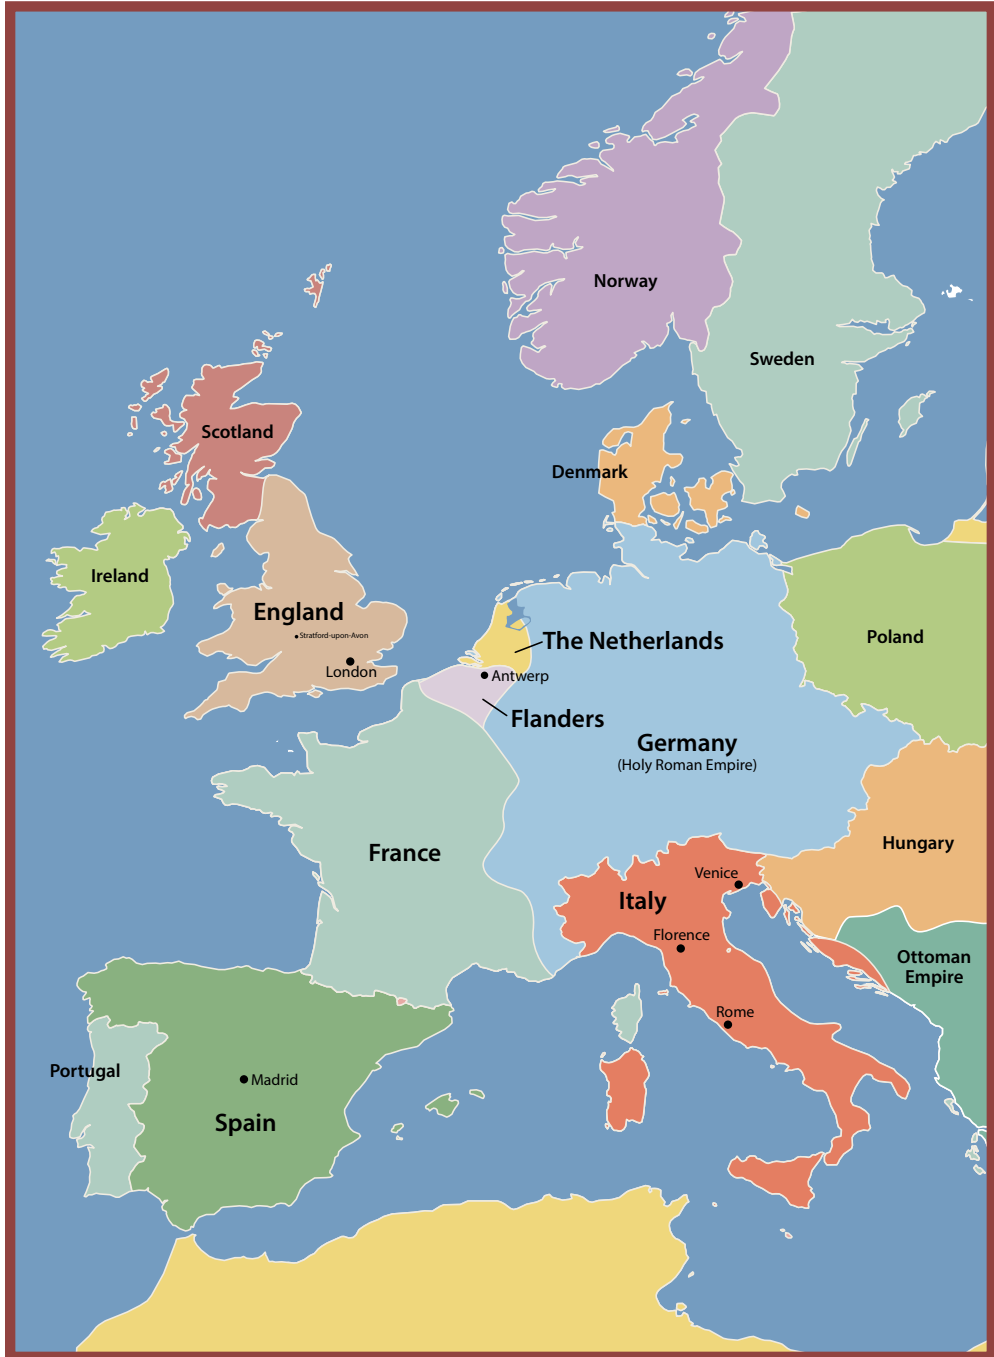 Norway
Sweden
Scotland
Denmark
Ireland
England
Stratford-upon-Avon
London
The Netherlands
Poland
Antwerp
Flanders
Germany
(Holy Roman Empire)
France
Hungary
Venice
Italy
Florence
Ottoman
Empire
Rome
Portugal
Madrid
Spain